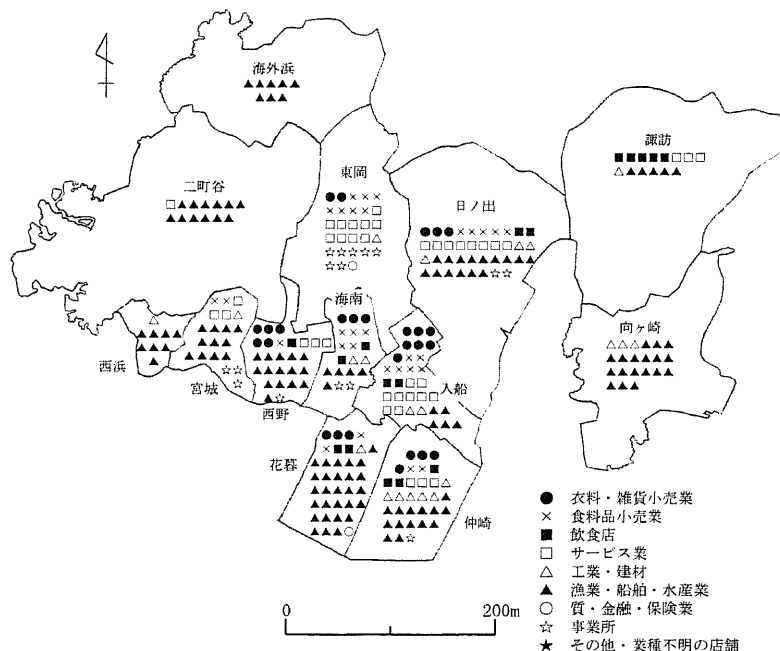 海外浜
諏訪
東岡
二町谷
日ノ出
海南
向ヶ崎
西浜
宮城
西野
入船
花暮
仲崎
● 衣料・雑貨小売業
× 食料品小売業
■ 飲食店
□ サービス業
△ 工業・建材
▲ 漁業・船舶・水産業
○ 質・金融・保険業
☆ 事業所
★ その他・業種不明の店舗
0 200m